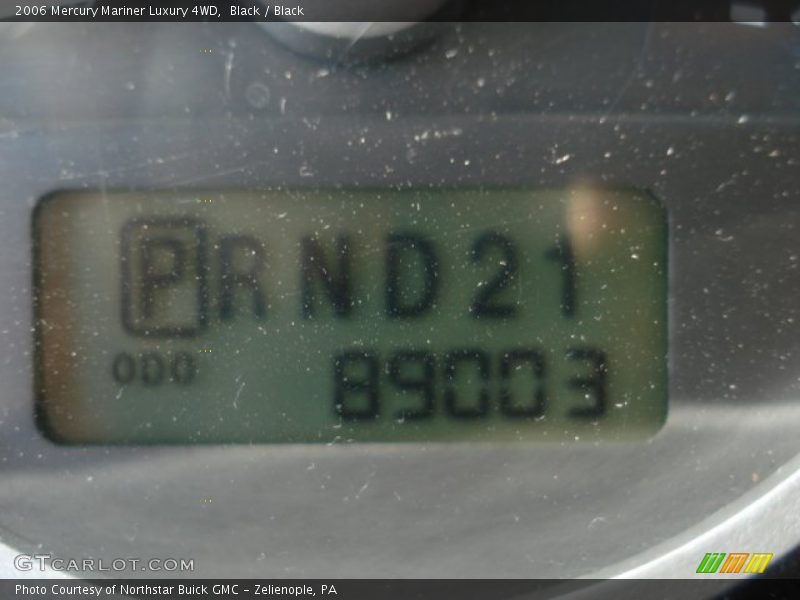 2006 Mercury Mariner Luxury 4WD,  Black / Black
P R N D 2 1
ODO 89003
GTCARLOT.COM
Photo Courtesy of Northstar Buick GMC - Zelienople, PA